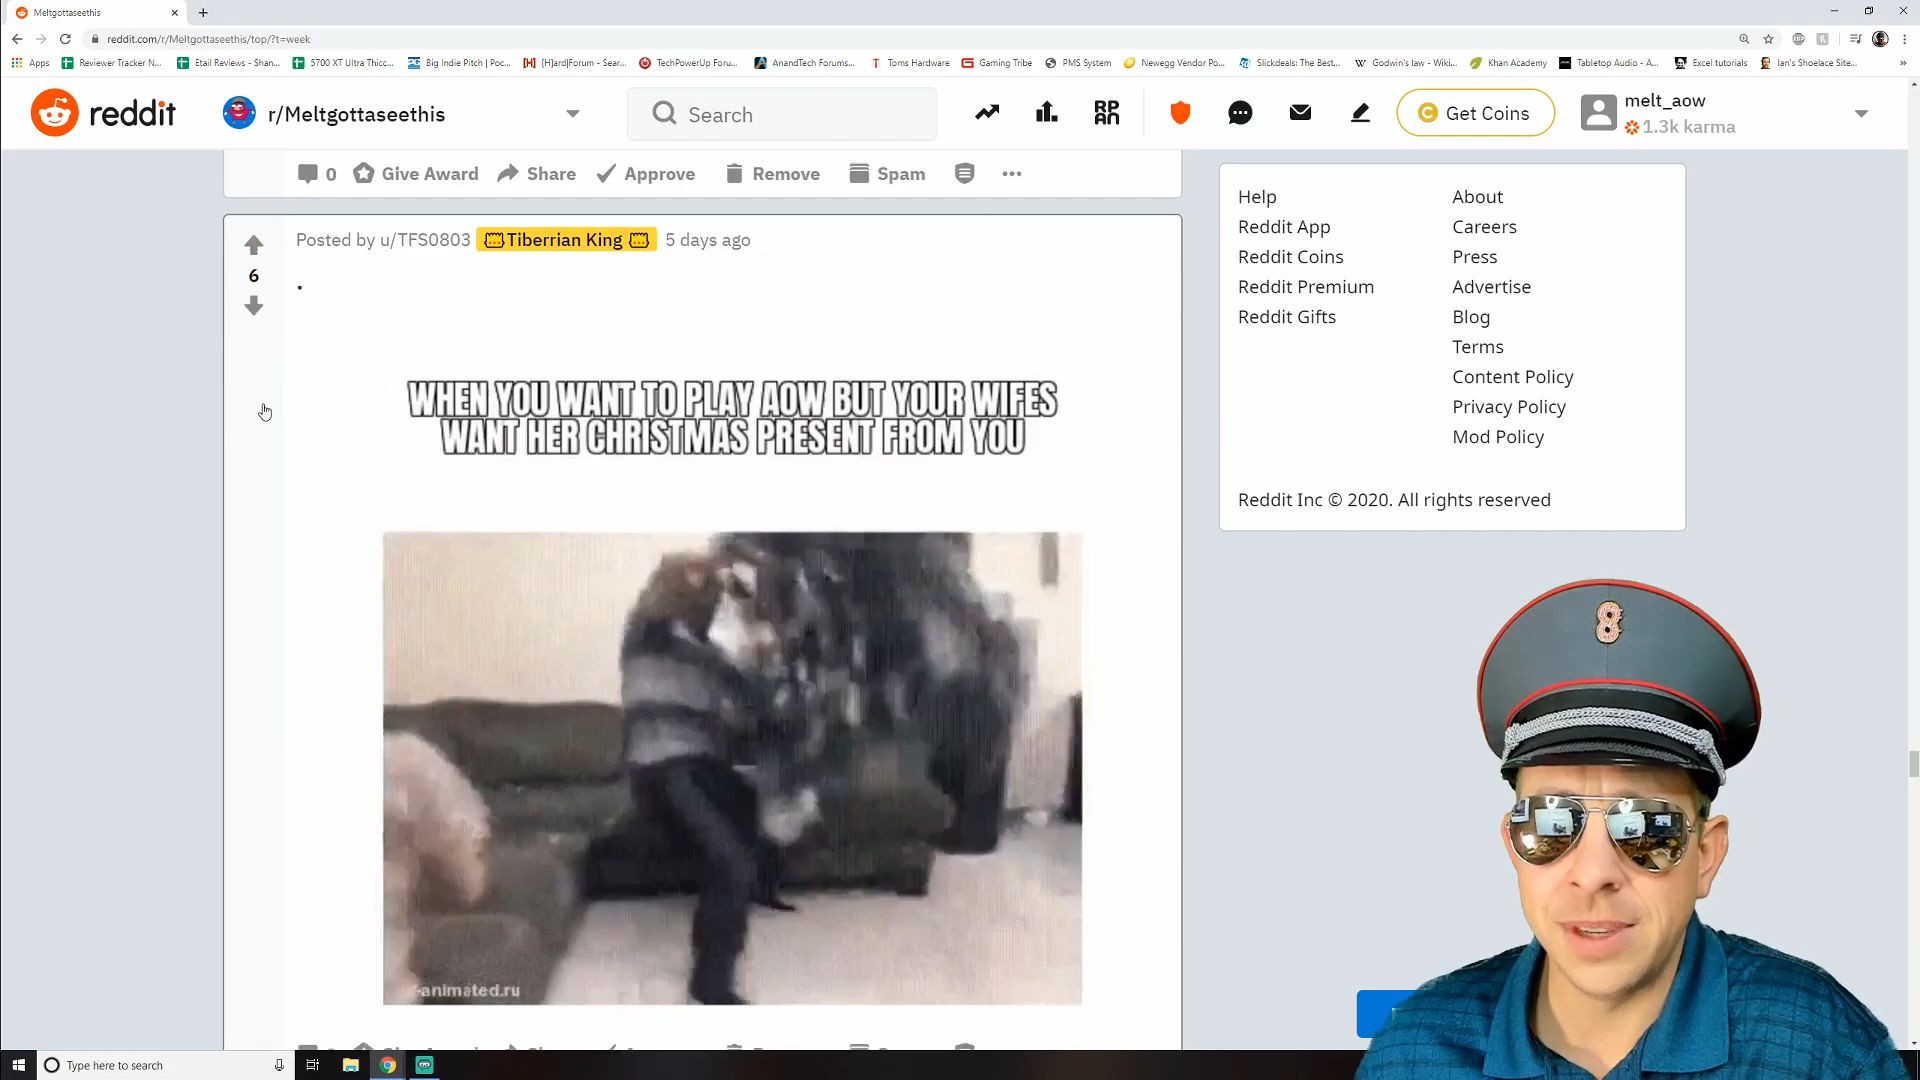 Meltgottaseethis
reddit.com/r/Meltgottaseethis/top/?t=week
Apps
Reviewer Tracker N...
Etail Reviews - Shan...
5700 XT Ultra Thicc...
Big Indie Pitch | Poc...
[H]ard|Forum - Sear...
TechPowerUp Foru...
AnandTech Forums...
Toms Hardware
Gaming Tribe
PMS System
Newegg Vendor Po...
Slickdeals: The Best...
Godwin's law - Wiki...
Khan Academy
Tabletop Audio - A...
Excel tutorials
Ian's Shoelace Site...
reddit
r/Meltgottaseethis
Search
RPAN
Get Coins
melt_aow
1.3k karma
0
Give Award
Share
Approve
Remove
Spam
Posted by u/TFS0803
Tiberrian King
5 days ago
6
.
WHEN YOU WANT TO PLAY AOW BUT YOUR WIFES
WANT HER CHRISTMAS PRESENT FROM YOU
-animated.ru
Help
About
Reddit App
Careers
Reddit Coins
Press
Reddit Premium
Advertise
Reddit Gifts
Blog
Terms
Content Policy
Privacy Policy
Mod Policy
Reddit Inc © 2020. All rights reserved
8
Type here to search